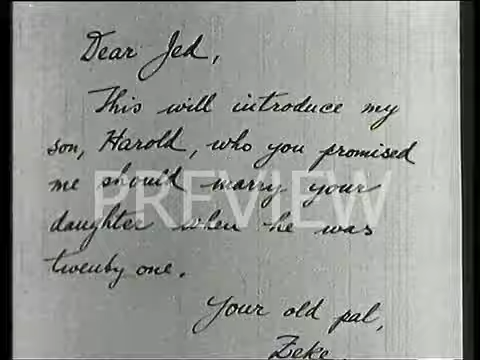 Dear Jed,
This will introduce my
son, Harold, who you promised
me should marry your
PREVIEW
daughter when he was
twenty one.
Your old pal,
Zeke